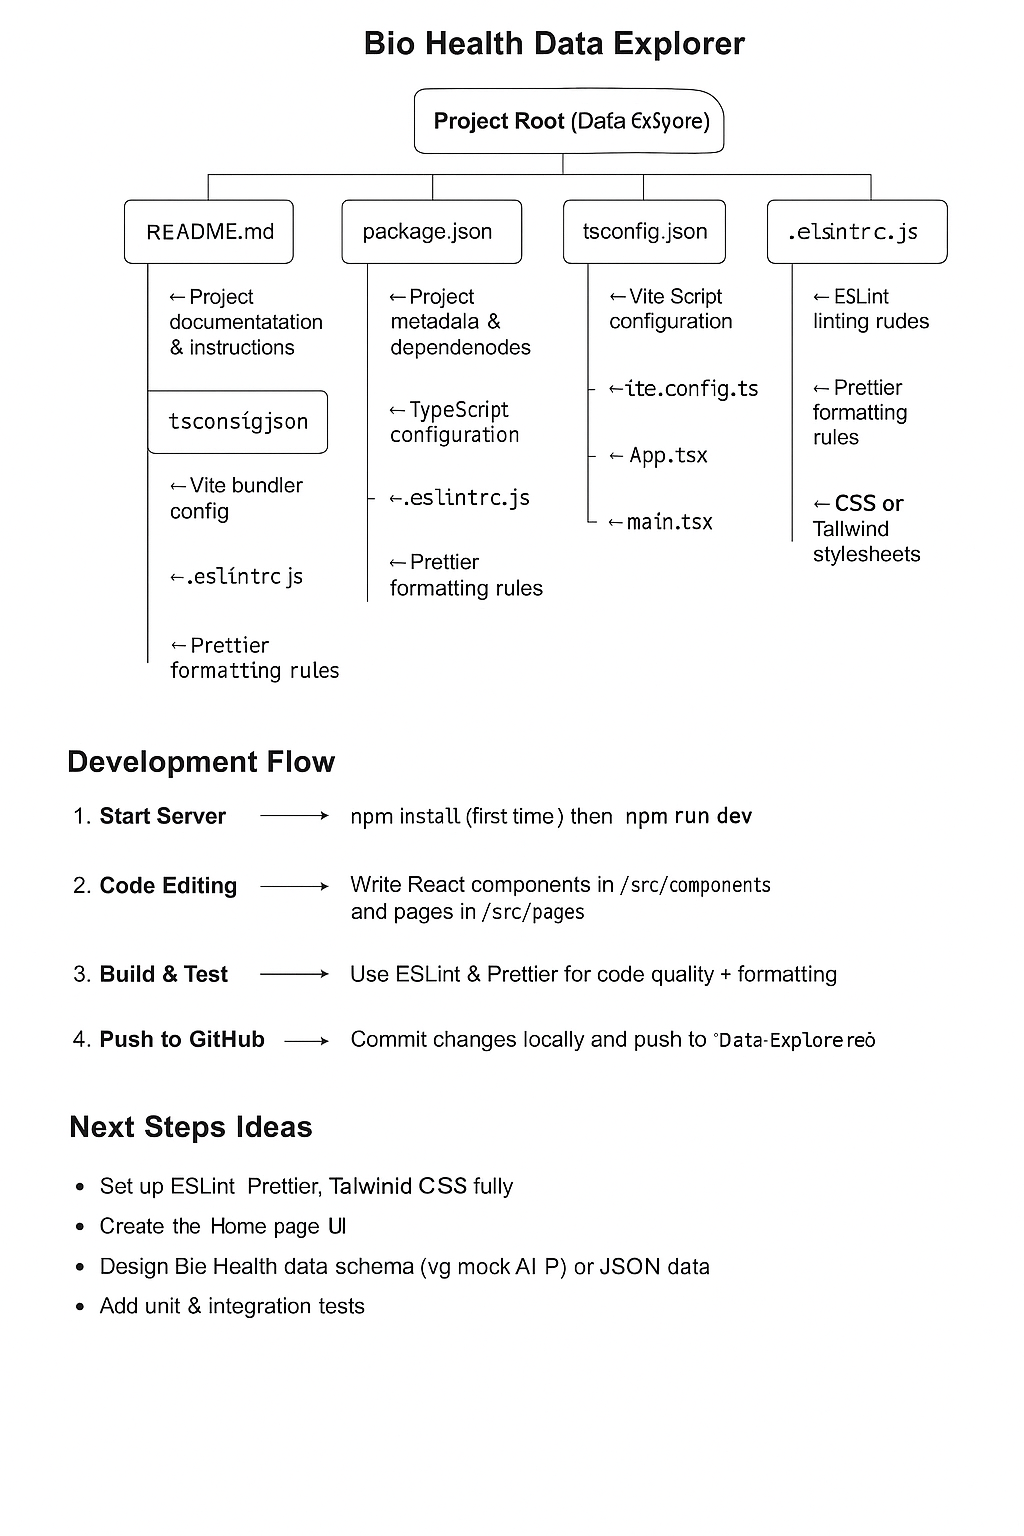 Bio Health Data Explorer
Project Root (Dafa ExSyore)
README.md
package.json
tsconfig.json
.elsintrc.js
←Project
documentatation
& instructions
tsconsígjson
←Vite bundler
config
←.eslíntrc js
←Prettier
formatting rules
←Project
metadala &
dependenodes
←TypeScript
configuration
←.eslintrc.js
←Prettier
formatting rules
←Vite Script
configuration
←ite.config.ts
← App.tsx
←main.tsx
← ESLint
linting rudes
←Prettier
formatting
rules
←CSS or
Tallwind
stylesheets
Development Flow
1. Start Server → npm install (first time) then npm run dev
2. Code Editing → Write React components in /src/components
and pages in /src/pages
3. Build & Test → Use ESLint & Prettier for code quality + formatting
4. Push to GitHub → Commit changes locally and push to °Data-Explore reö
Next Steps Ideas
• Set up ESLint Prettier, Talwinid CSS fully
• Create the Home page UI
• Design Bie Health data schema (vg mock AI P) or JSON data
• Add unit & integration tests